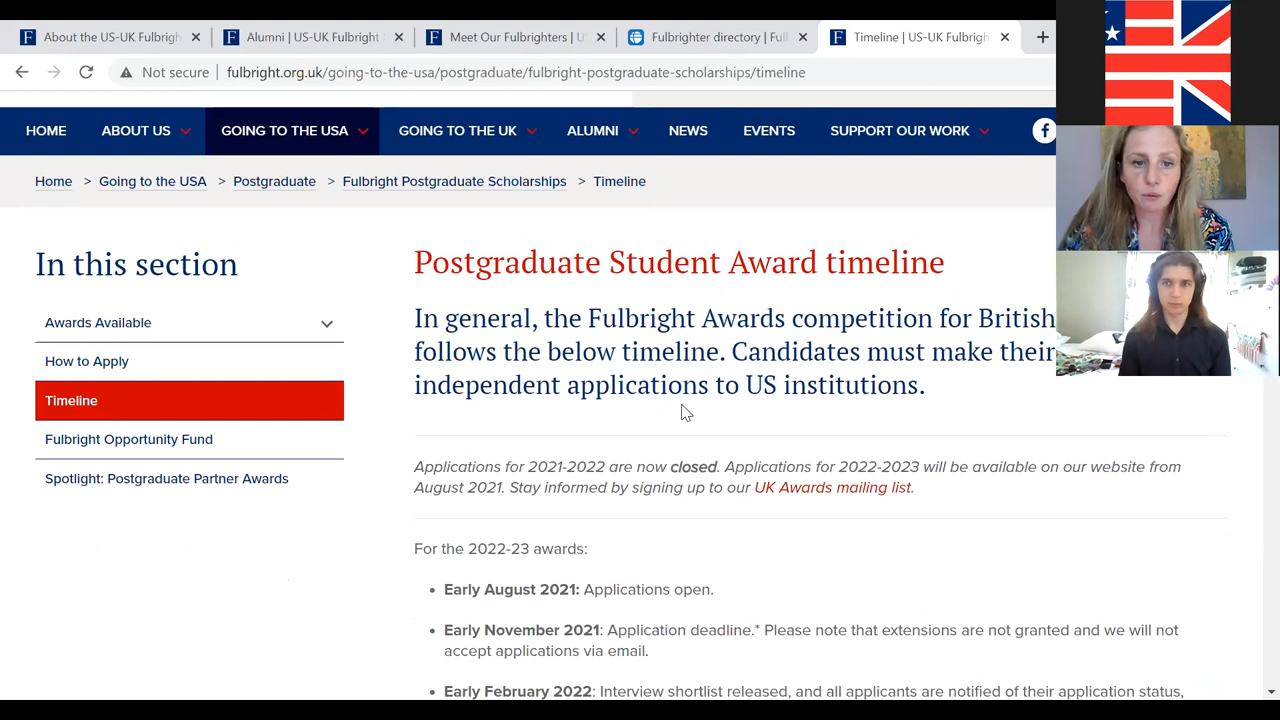 About the US-UK Fulbrigh
Alumni | US-UK Fulbright
Meet Our Fulbrighters | U
Fulbrighter directory | Ful
Timeline | US-UK Fulbrigh
Not secure
fulbright.org.uk/going-to-the-usa/postgraduate/fulbright-postgraduate-scholarships/timeline
HOME
ABOUT US
GOING TO THE USA
GOING TO THE UK
ALUMNI
NEWS
EVENTS
SUPPORT OUR WORK
Home > Going to the USA > Postgraduate > Fulbright Postgraduate Scholarships > Timeline
In this section
Awards Available
How to Apply
Timeline
Fulbright Opportunity Fund
Spotlight: Postgraduate Partner Awards
Postgraduate Student Award timeline
In general, the Fulbright Awards competition for British
follows the below timeline. Candidates must make their
independent applications to US institutions.
Applications for 2021-2022 are now closed. Applications for 2022-2023 will be available on our website from
August 2021. Stay informed by signing up to our UK Awards mailing list.
For the 2022-23 awards:
• Early August 2021: Applications open.
• Early November 2021: Application deadline.* Please note that extensions are not granted and we will not
accept applications via email.
• Early February 2022: Interview shortlist released, and all applicants are notified of their application status,